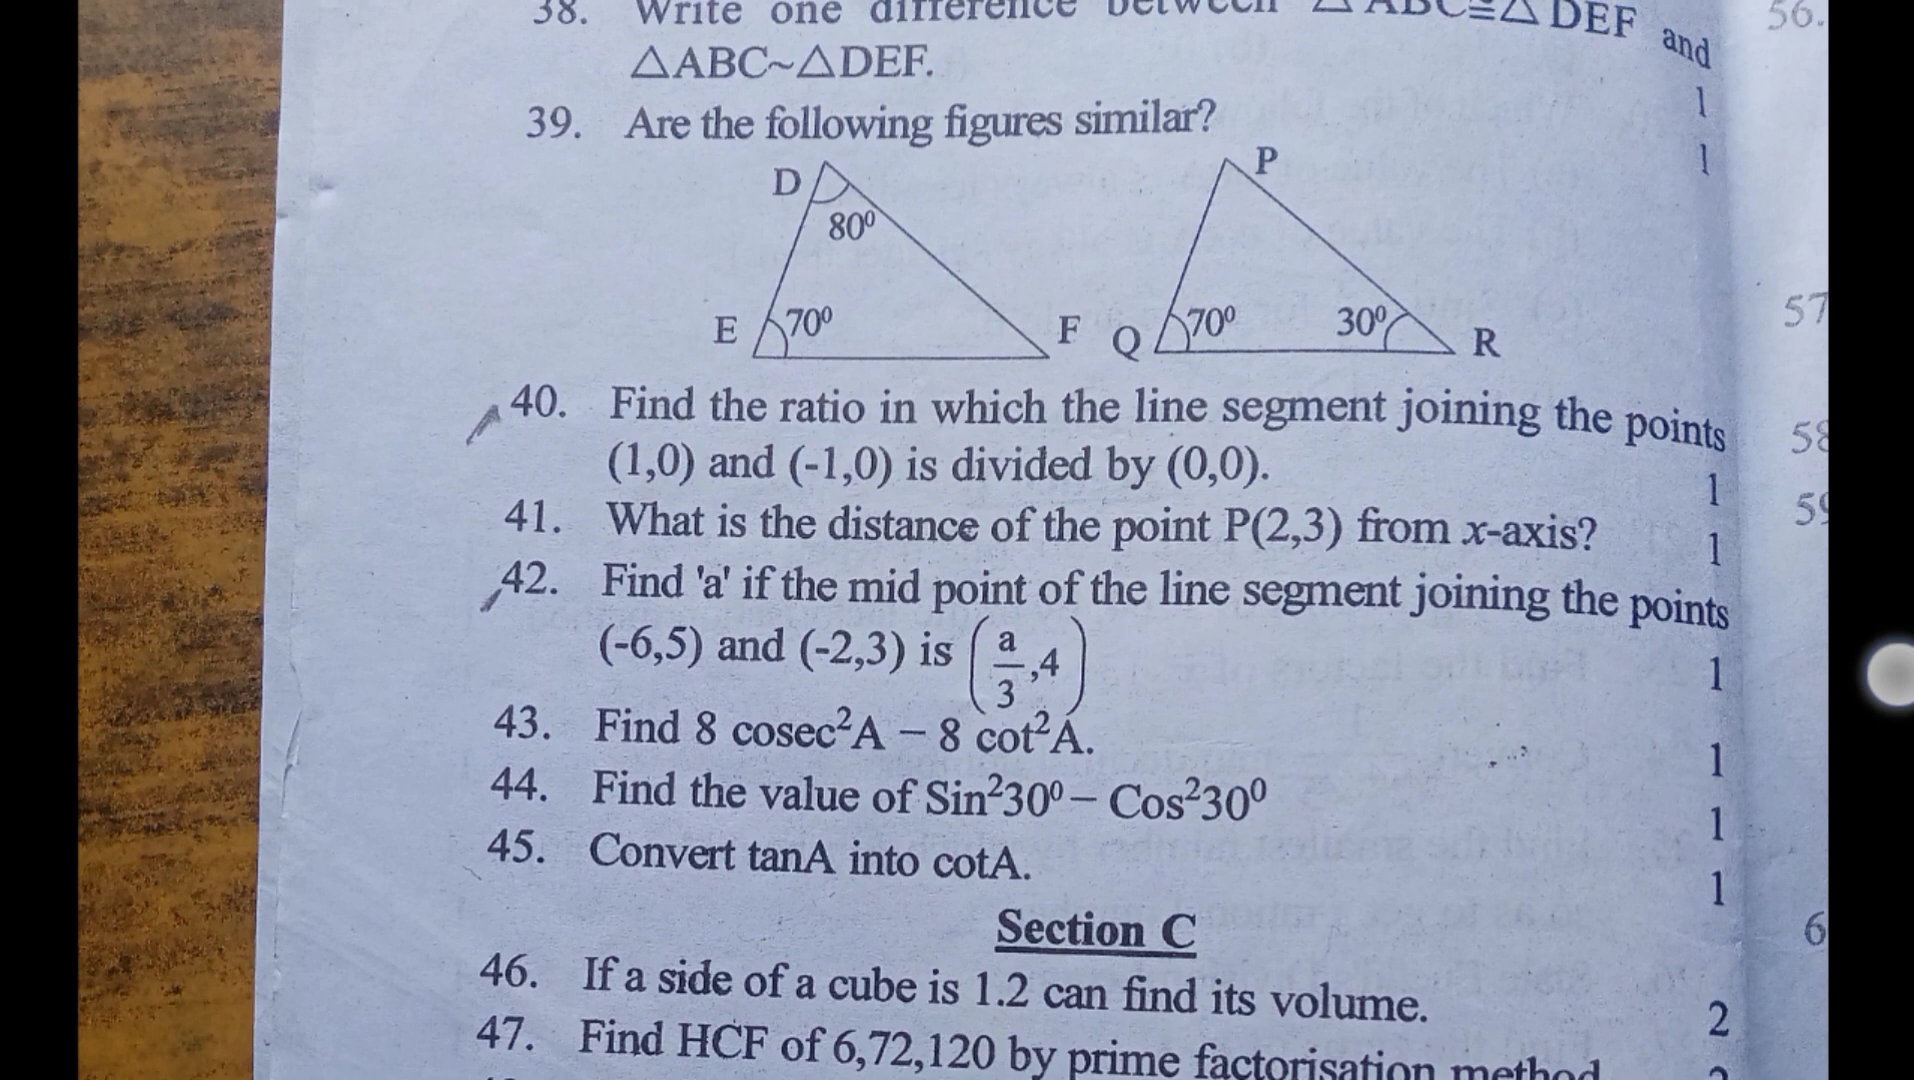 38. Write one difference between △ABC≅△DEF and 1
△ABC~△DEF.
39. Are the following figures similar? 1
D
80⁰
E 70⁰ F
P
Q 70⁰ 30⁰ R
40. Find the ratio in which the line segment joining the points
(1,0) and (-1,0) is divided by (0,0). 1
41. What is the distance of the point P(2,3) from x-axis? 1
42. Find 'a' if the mid point of the line segment joining the points
(-6,5) and (-2,3) is (a/3,4) 1
43. Find 8 cosec²A – 8 cot²A. 1
44. Find the value of Sin²30⁰ – Cos²30⁰ 1
45. Convert tanA into cotA. 1
Section C
46. If a side of a cube is 1.2 can find its volume. 2
47. Find HCF of 6,72,120 by prime factorisation method
56.
57
58
59
6